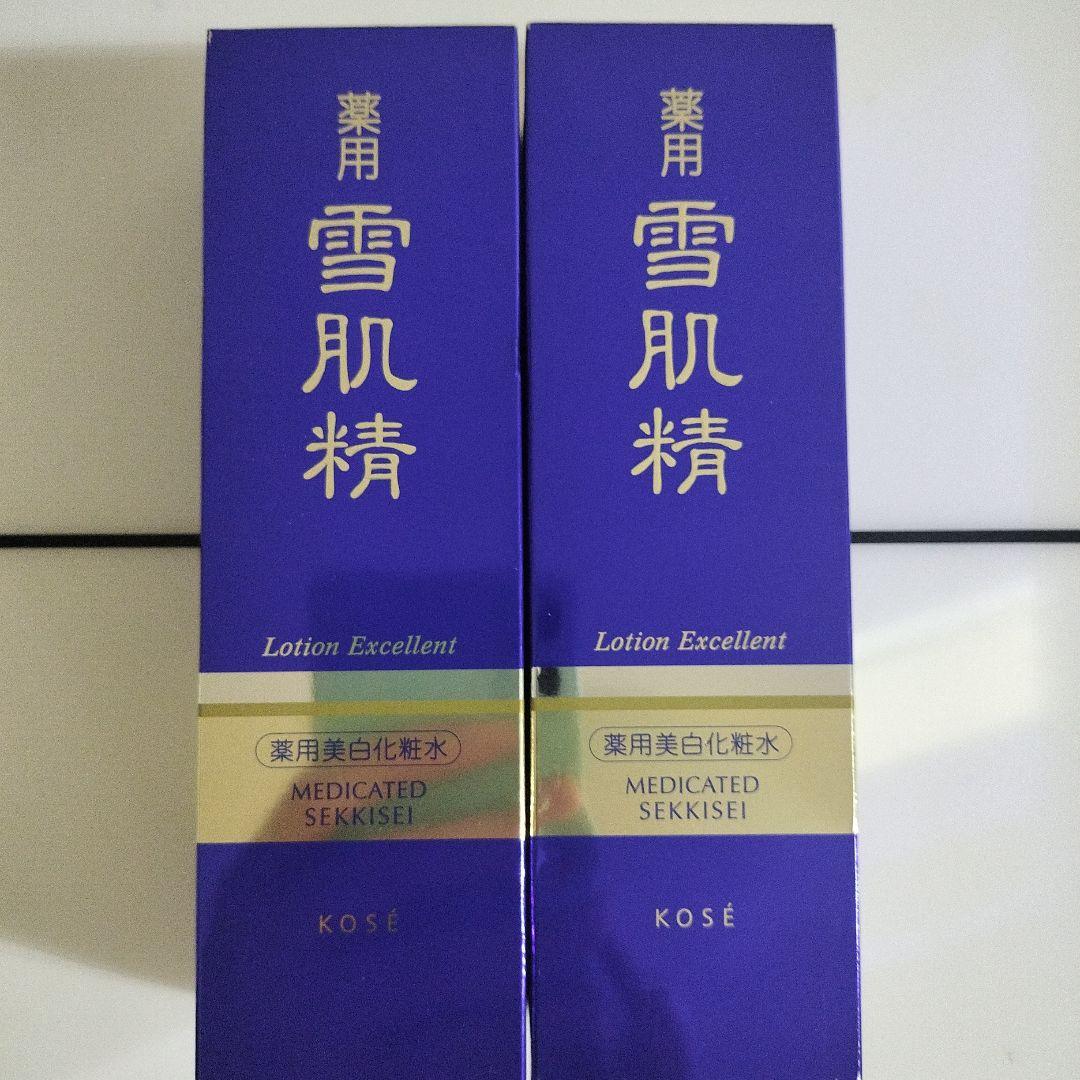 薬用
雪肌精
Lotion Excellent
薬用美白化粧水
MEDICATED
SEKKISEI
KOSÉ
薬用
雪肌精
Lotion Excellent
薬用美白化粧水
MEDICATED
SEKKISEI
KOSÉ